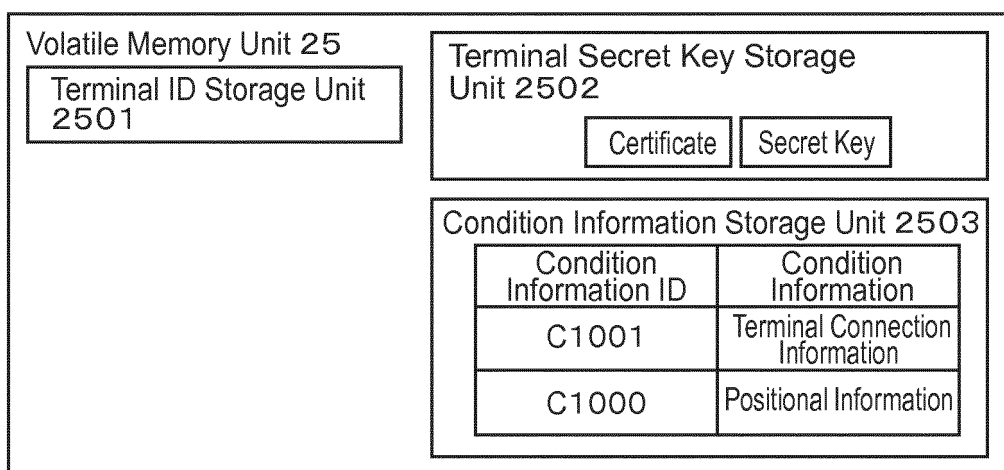 Volatile Memory Unit 25
Terminal ID Storage Unit
2501
Terminal Secret Key Storage
Unit 2502
Certificate
Secret Key
Condition Information Storage Unit 2503
Condition
Information ID
Condition
Information
C1001
Terminal Connection
Information
C1000
Positional Information